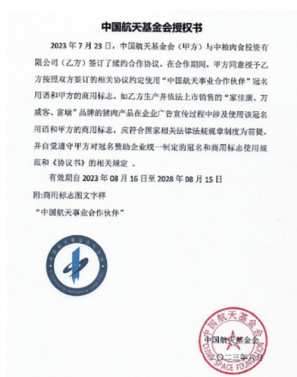 中国航天基金会授权书
2023 年 7 月 23 日，中国航天基金会（甲方）与中粮肉食投资有
限公司（乙方）签订了续约合作协议。在合作期间，甲方同意授予乙
方按照双方签订的相关协议约定使用“中国航天事业合作伙伴”冠名
用语和甲方的商用标志，如乙方生产并依法上市销售的“家佳康、万
威客、富瑞”品牌的猪肉产品在企业广告宣传过程中涉及使用该冠名
用语和甲方的商用标志，应符合国家相关法律法规规章制度为前提，
并自觉遵守甲方对冠名赞助企业统一制定的冠名和商用标志使用规
范和《协议书》的相关规定 。
有效期自 2023 年 08 月 16 日至 2028 年 08 月 15 日
附:商用标志图文字样
“中国航天事业合作伙伴”
中国航天基金会
中国航天基金会
CHINA SPACE FOUNDATION